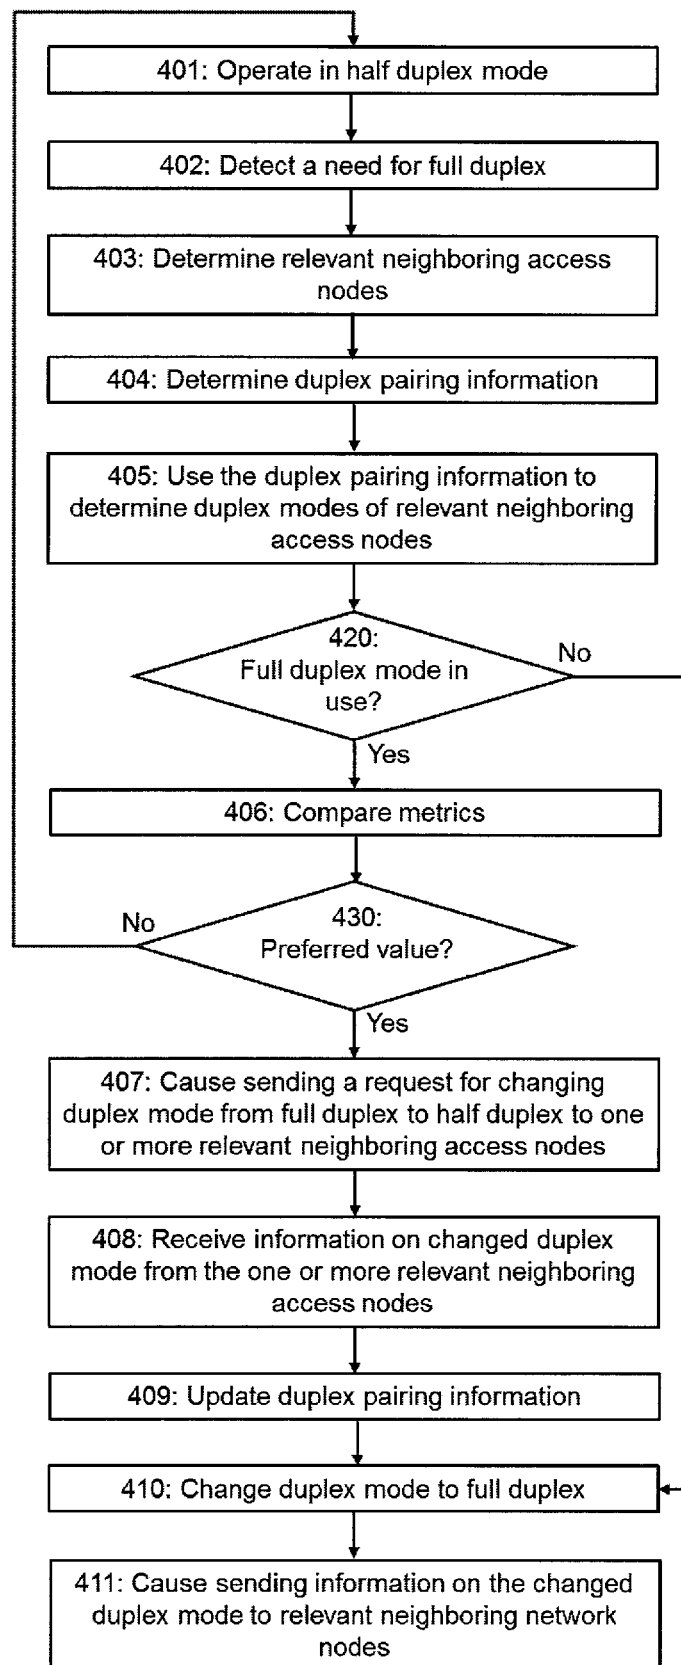 401: Operate in half duplex mode
402: Detect a need for full duplex
403: Determine relevant neighboring access
nodes
404: Determine duplex pairing information
405: Use the duplex pairing information to
determine duplex modes of relevant neighboring
access nodes
420:
Full duplex mode in
use?
No
Yes
406: Compare metrics
No
430:
Preferred value?
Yes
407: Cause sending a request for changing
duplex mode from full duplex to half duplex to one
or more relevant neighboring access nodes
408: Receive information on changed duplex
mode from the one or more relevant neighboring
access nodes
409: Update duplex pairing information
410: Change duplex mode to full duplex
411: Cause sending information on the changed
duplex mode to relevant neighboring network
nodes